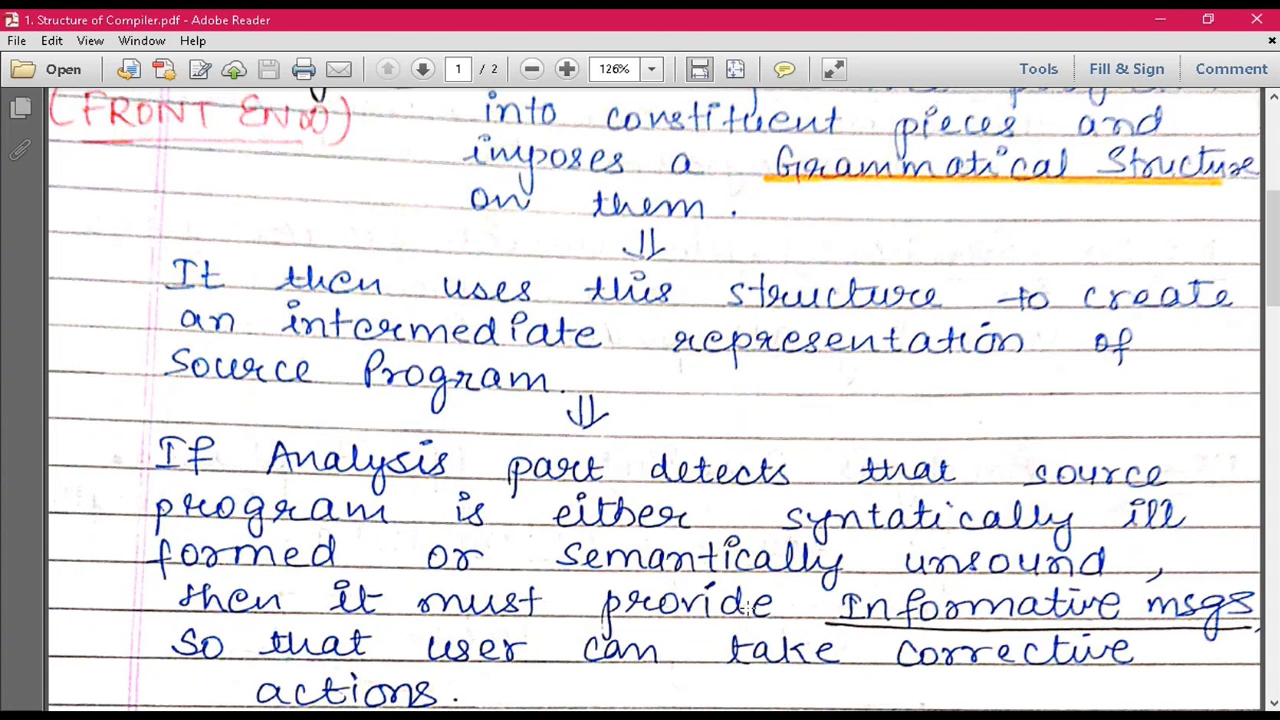 1. Structure of Compiler.pdf - Adobe Reader
File Edit View Window Help
Open 1 / 2 126% Tools Fill & Sign Comment
(FRONT END) into constituent pieces and
imposes a Grammatical Structure
on them.
⇓
It then uses this structure to create
an intermediate representation of
Source Program.
⇓
If Analysis part detects that source
program is either syntatically ill
formed or semantically unsound,
then it must provide Informative msgs,
so that user can take corrective
actions.